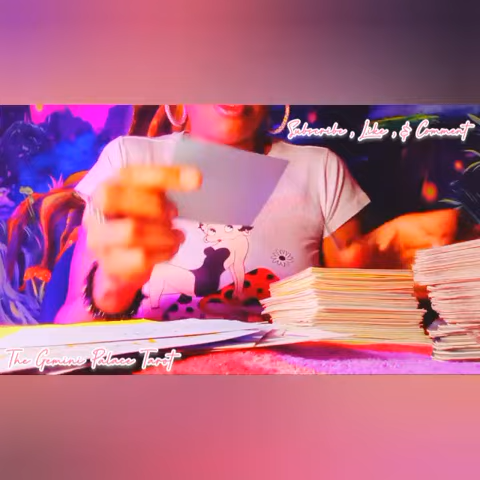 Subscribe , Like , & Comment
The Gemini Palace Tarot